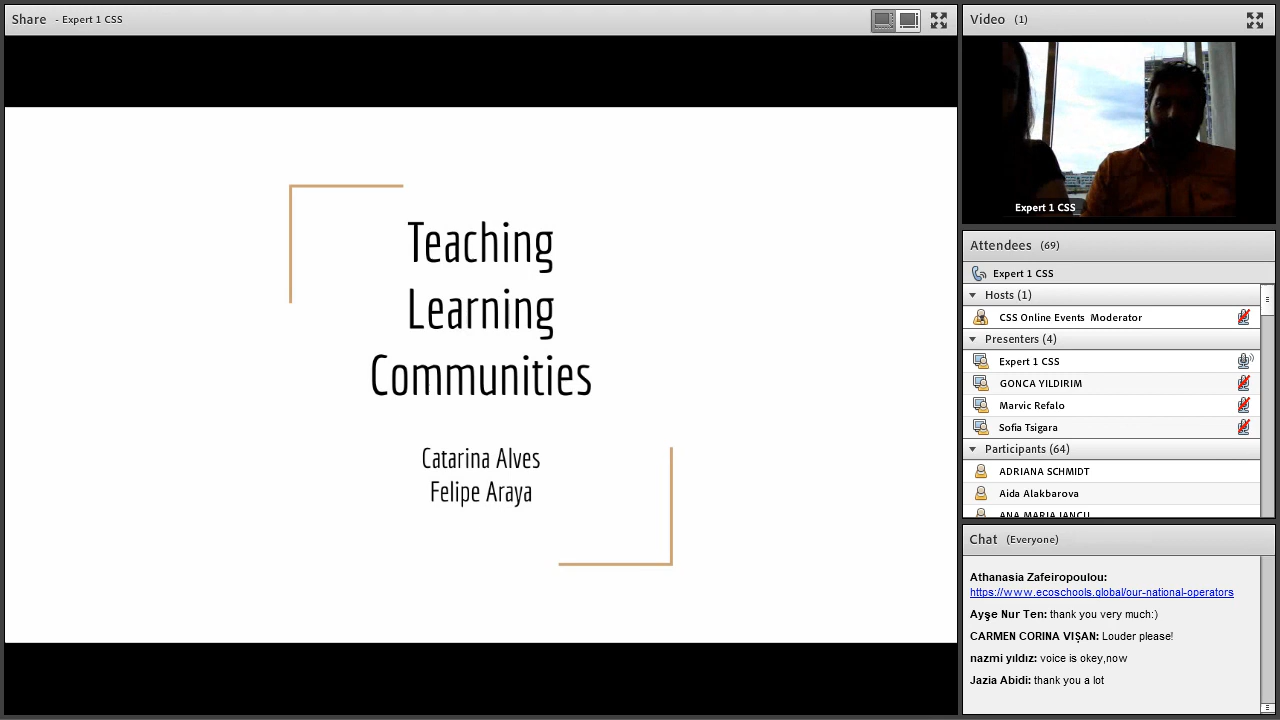 Share - Expert 1 CSS
Teaching
Learning
Communities
Catarina Alves
Felipe Araya
Video (1)
Expert 1 CSS
Attendees (69)
Expert 1 CSS
Hosts (1)
CSS Online Events Moderator
Presenters (4)
Expert 1 CSS
GONCA YILDIRIM
Marvic Refalo
Sofia Tsigara
Participants (64)
ADRIANA SCHMIDT
Aida Alakbarova
ANA MARIA IANCU
Chat (Everyone)
Athanasia Zafeiropoulou:
https://www.ecoschools.global/our-national-operators
Ayşe Nur Ten: thank you very much:)
CARMEN CORINA VIȘAN: Louder please!
nazmi yıldız: voice is okey,now
Jazia Abidi: thank you a lot